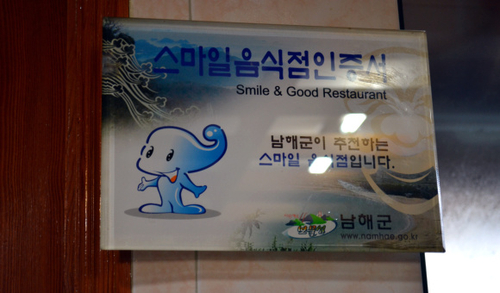 스마일음식점인증서
Smile & Good Restaurant
남해군이 추천하는
스마일 음식점입니다.
남해군
www.namhae.go.kr